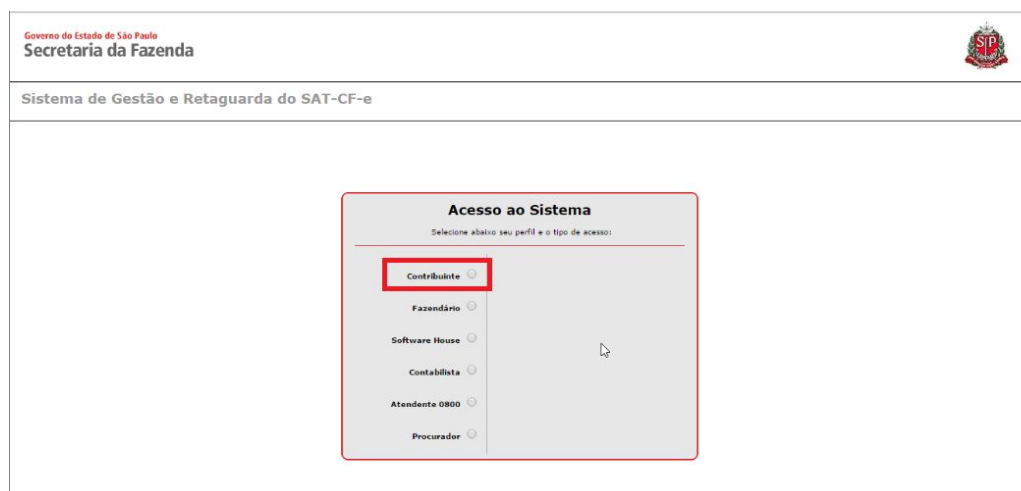 Governo do Estado de São Paulo
Secretaria da Fazenda
SP
Sistema de Gestão e Retaguarda do SAT-CF-e
Acesso ao Sistema
Selecione abaixo seu perfil e o tipo de acesso:
Contribuinte
Fazendário
Software House
Contabilista
Atendente 0800
Procurador